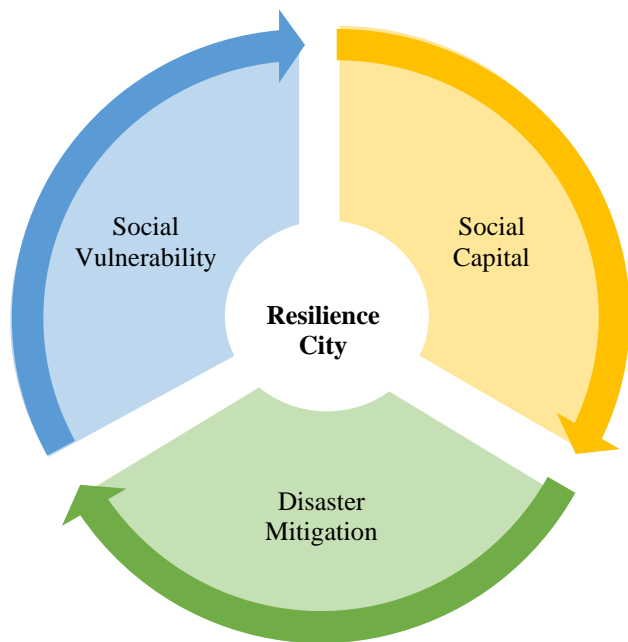 Social
Vulnerability
Social
Capital
Resilience
City
Disaster
Mitigation